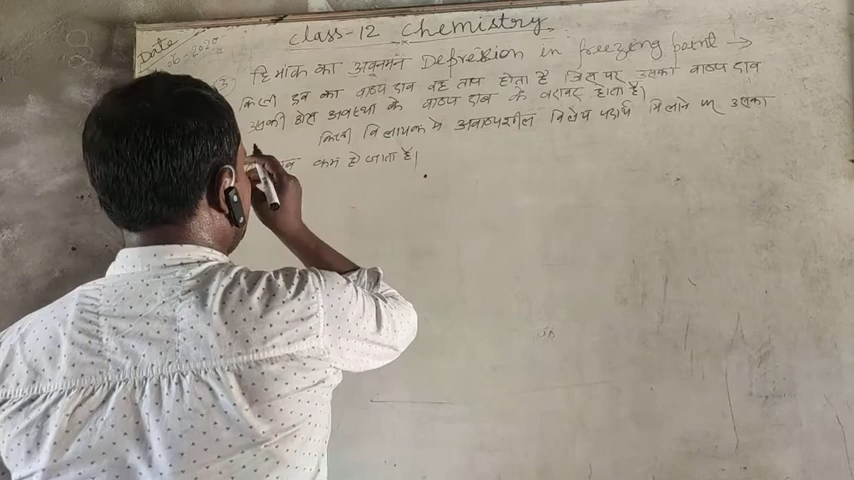 Class-12 Chemistry
Date
06-2020
③ हिमांक का अवनमन Depression in freezing point →
किसी द्रव का वाष्प दाव वह ताप होता है जिस पर उसका वाष्प दाव
उसकी ठोस अवस्था के वाष्प दाव के बराबर होता है।
किसी विलायक मे अवाष्पशील विलेय पदार्थ मिलाने पर उसका
कम हो जाता है।